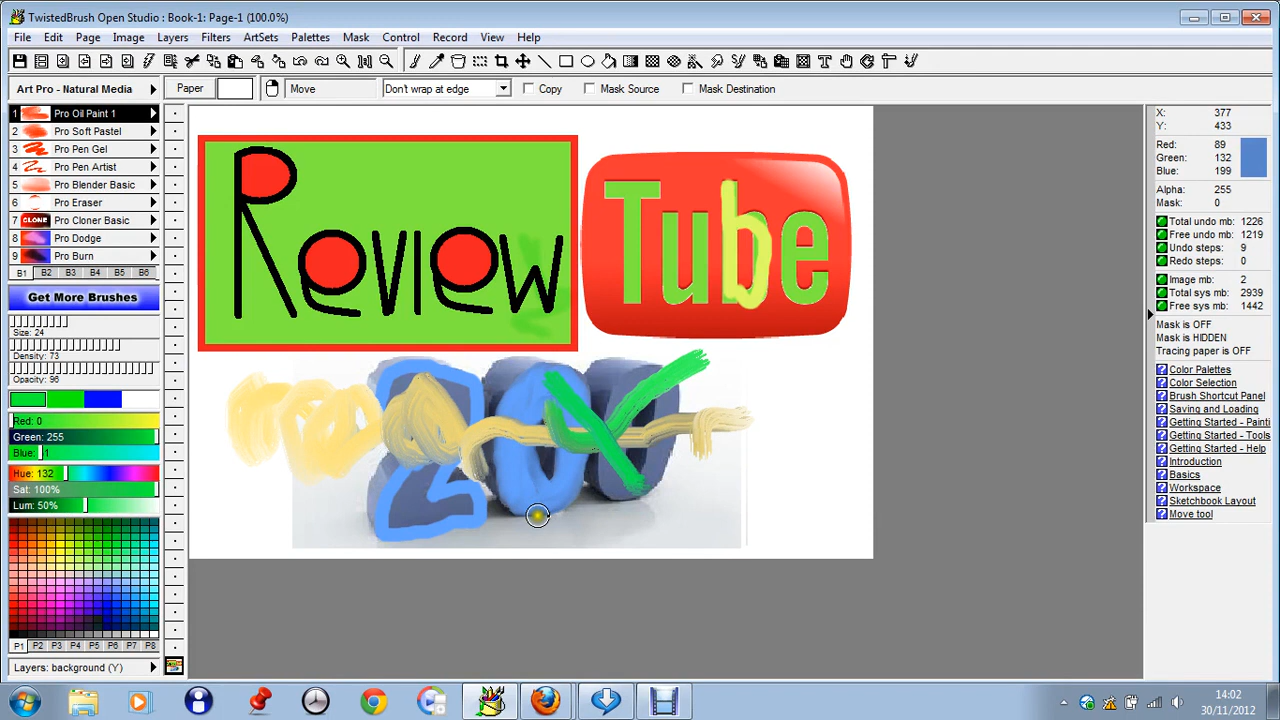 TwistedBrush Open Studio : Book-1: Page-1 (100.0%)
File Edit Page Image Layers Filters ArtSets Palettes Mask Control Record View Help
Art Pro - Natural Media Paper Move Don't wrap at edge Copy Mask Source Mask Destination
1 Pro Oil Paint 1
2 Pro Soft Pastel
3 Pro Pen Gel
4 Pro Pen Artist
5 Pro Blender Basic
6 Pro Eraser
7 CLONE Pro Cloner Basic
8 Pro Dodge
9 Pro Burn
B1 B2 B3 B4 B5 B6
Get More Brushes
Size: 24
Density: 73
Opacity: 96
Red: 0
Green: 255
Blue: 51
Hue: 132
Sat: 100%
Lum: 50%
P1 P2 P3 P4 P5 P6 P7 P8
Layers: background (Y)
Review
Tube
X: 377
Y: 433
Red: 89
Green: 132
Blue: 199
Alpha: 255
Mask: 0
Total undo mb: 1226
Free undo mb: 1219
Undo steps: 9
Redo steps: 0
Image mb: 2
Total sys mb: 2939
Free sys mb: 1442
Mask is OFF
Mask is HIDDEN
Tracing paper is OFF
Color Palettes
Color Selection
Brush Shortcut Panel
Saving and Loading
Getting Started - Painti
Getting Started - Tools
Getting Started - Help
Introduction
Basics
Workspace
Sketchbook Layout
Move tool
14:02
30/11/2012